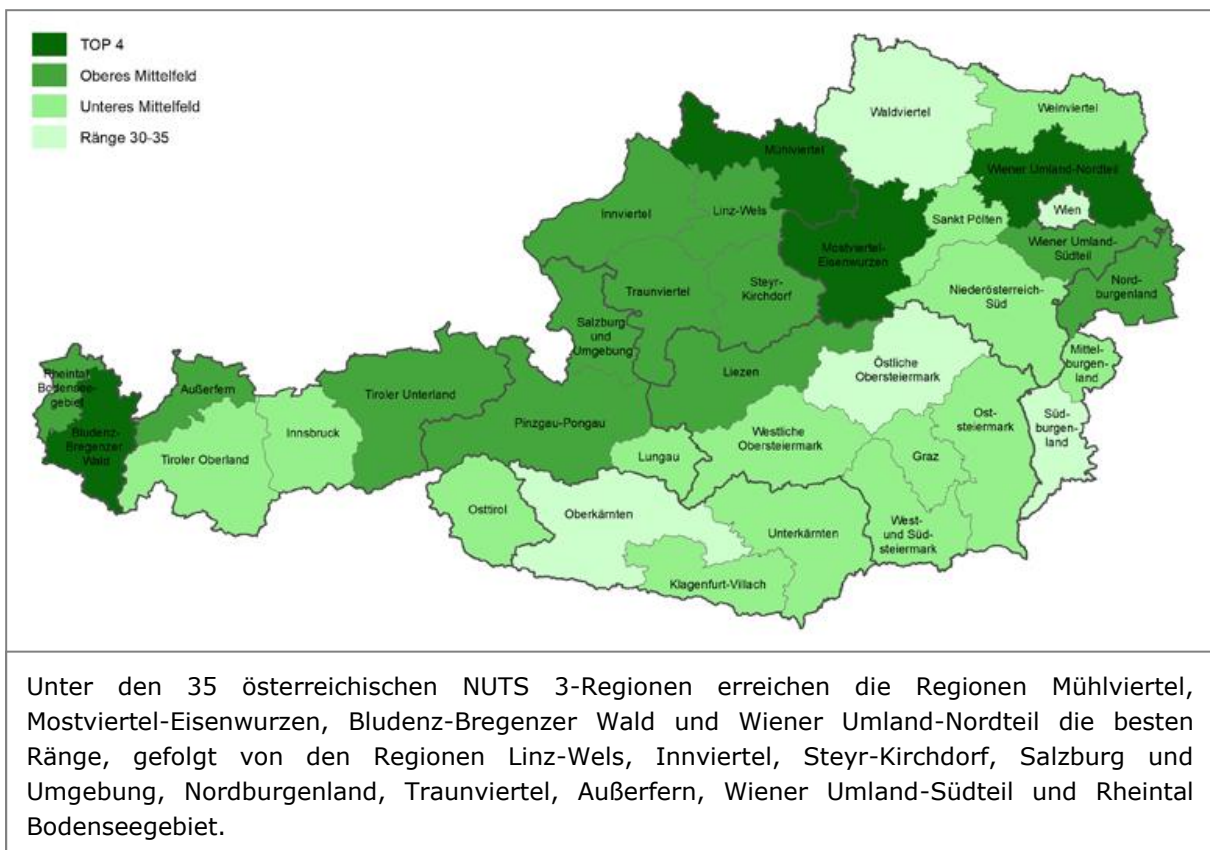 TOP 4
Oberes Mittelfeld
Unteres Mittelfeld
Ränge 30-35
Waldviertel
Weinviertel
Mühlviertel
Wiener Umland-Nordteil
Wien
Innviertel
Linz-Wels
Sankt Pölten
Mostviertel-
Eisenwurzen
Wiener Umland-
Südteil
Nord-
burgenland
Traunviertel
Steyr-
Kirchdorf
Niederösterreich-
Süd
Salzburg
und
Umgebung
Mittel-
burgen-
land
Rheintal
Bodensee-
gebiet
Außerfern
Tiroler Unterland
Liezen
Östliche
Obersteiermark
Bludenz-
Bregenzer
Wald
Innsbruck
Pinzgau-Pongau
Ost-
steiermark
Süd-
burgen-
land
Tiroler Oberland
Lungau
Westliche
Obersteiermark
Graz
Osttirol
Oberkärnten
Unterkärnten
West-
und Süd-
steiermark
Klagenfurt-Villach
Unter den 35 österreichischen NUTS 3-Regionen erreichen die Regionen Mühlviertel,
Mostviertel-Eisenwurzen, Bludenz-Bregenzer Wald und Wiener Umland-Nordteil die besten
Ränge, gefolgt von den Regionen Linz-Wels, Innviertel, Steyr-Kirchdorf, Salzburg und
Umgebung, Nordburgenland, Traunviertel, Außerfern, Wiener Umland-Südteil und Rheintal
Bodenseegebiet.